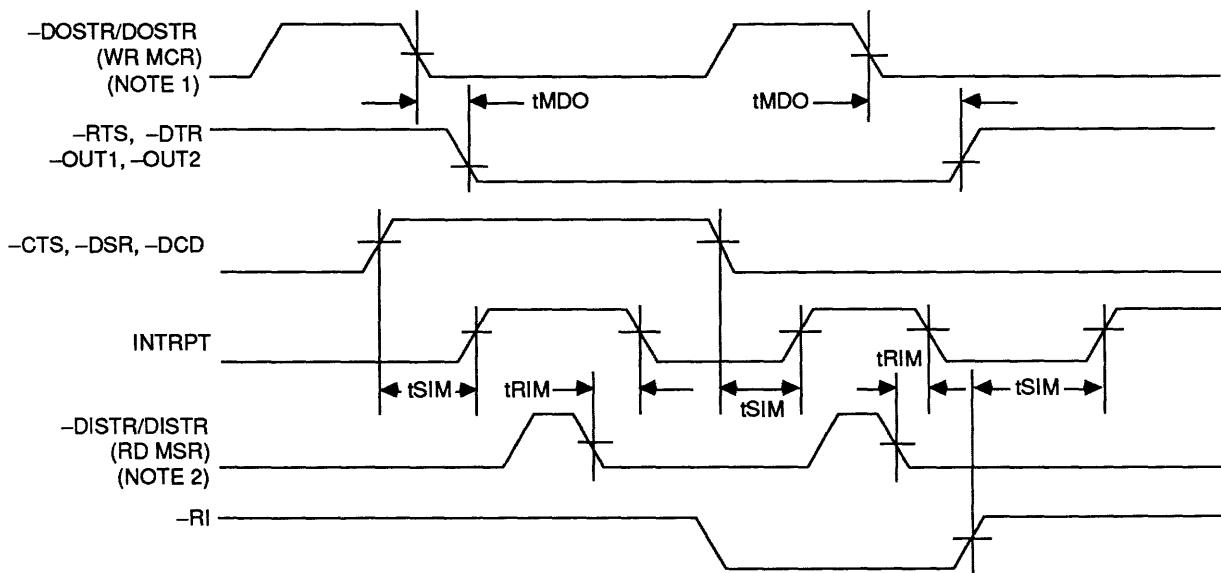 –DOSTR/DOSTR
(WR MCR)
(NOTE 1)
tMDO
tMDO
–RTS, –DTR
–OUT1, –OUT2
–CTS, –DSR, –DCD
INTRPT
tSIM
tRIM
tSIM
tRIM
tSIM
–DISTR/DISTR
(RD MSR)
(NOTE 2)
–RI